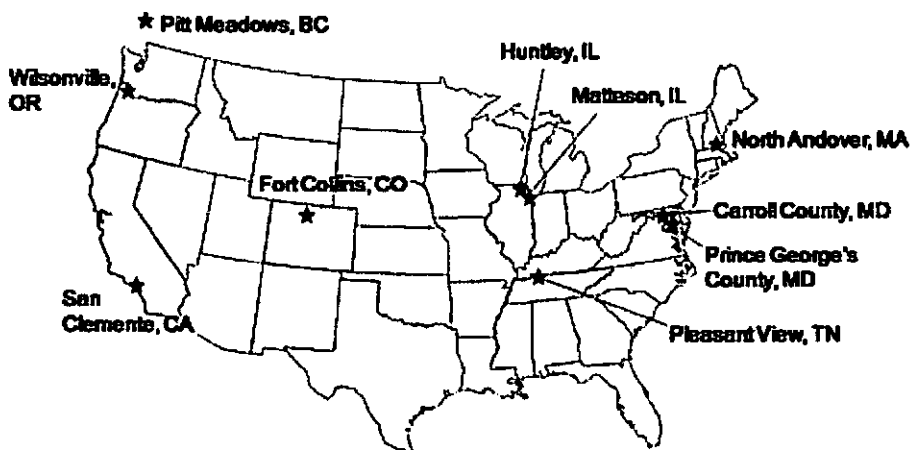 Pitt Meadows, BC
Huntley, IL
Wilsonville,
OR
Matteson, IL
North Andover, MA
Fort Collins, CO
Carroll County, MD
Prince George's
County, MD
San
Clemente, CA
Pleasant View, TN